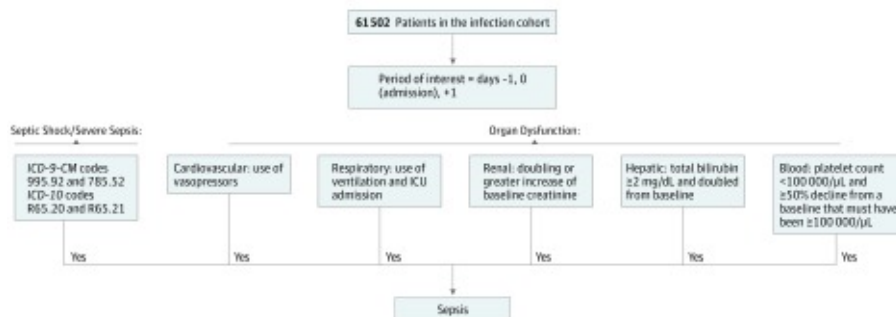 61502 Patients in the infection cohort
Period of interest = days -1, 0
(admission), +1
Septic Shock/Severe Sepsis:
Organ Dysfunction:
ICD-9-CM codes
995.92 and 785.52
ICD-10 codes
R65.20 and R65.21
Cardiovascular: use of
vasopressors
Respiratory: use of
ventilation and ICU
admission
Renal: doubling or
greater increase of
baseline creatinine
Hepatic: total bilirubin
≥2 mg/dL and doubled
from baseline
Blood: platelet count
<100 000/μL and
≥50% decline from a
baseline that must have
been ≥100 000/μL
Yes
Yes
Yes
Yes
Yes
Yes
Sepsis